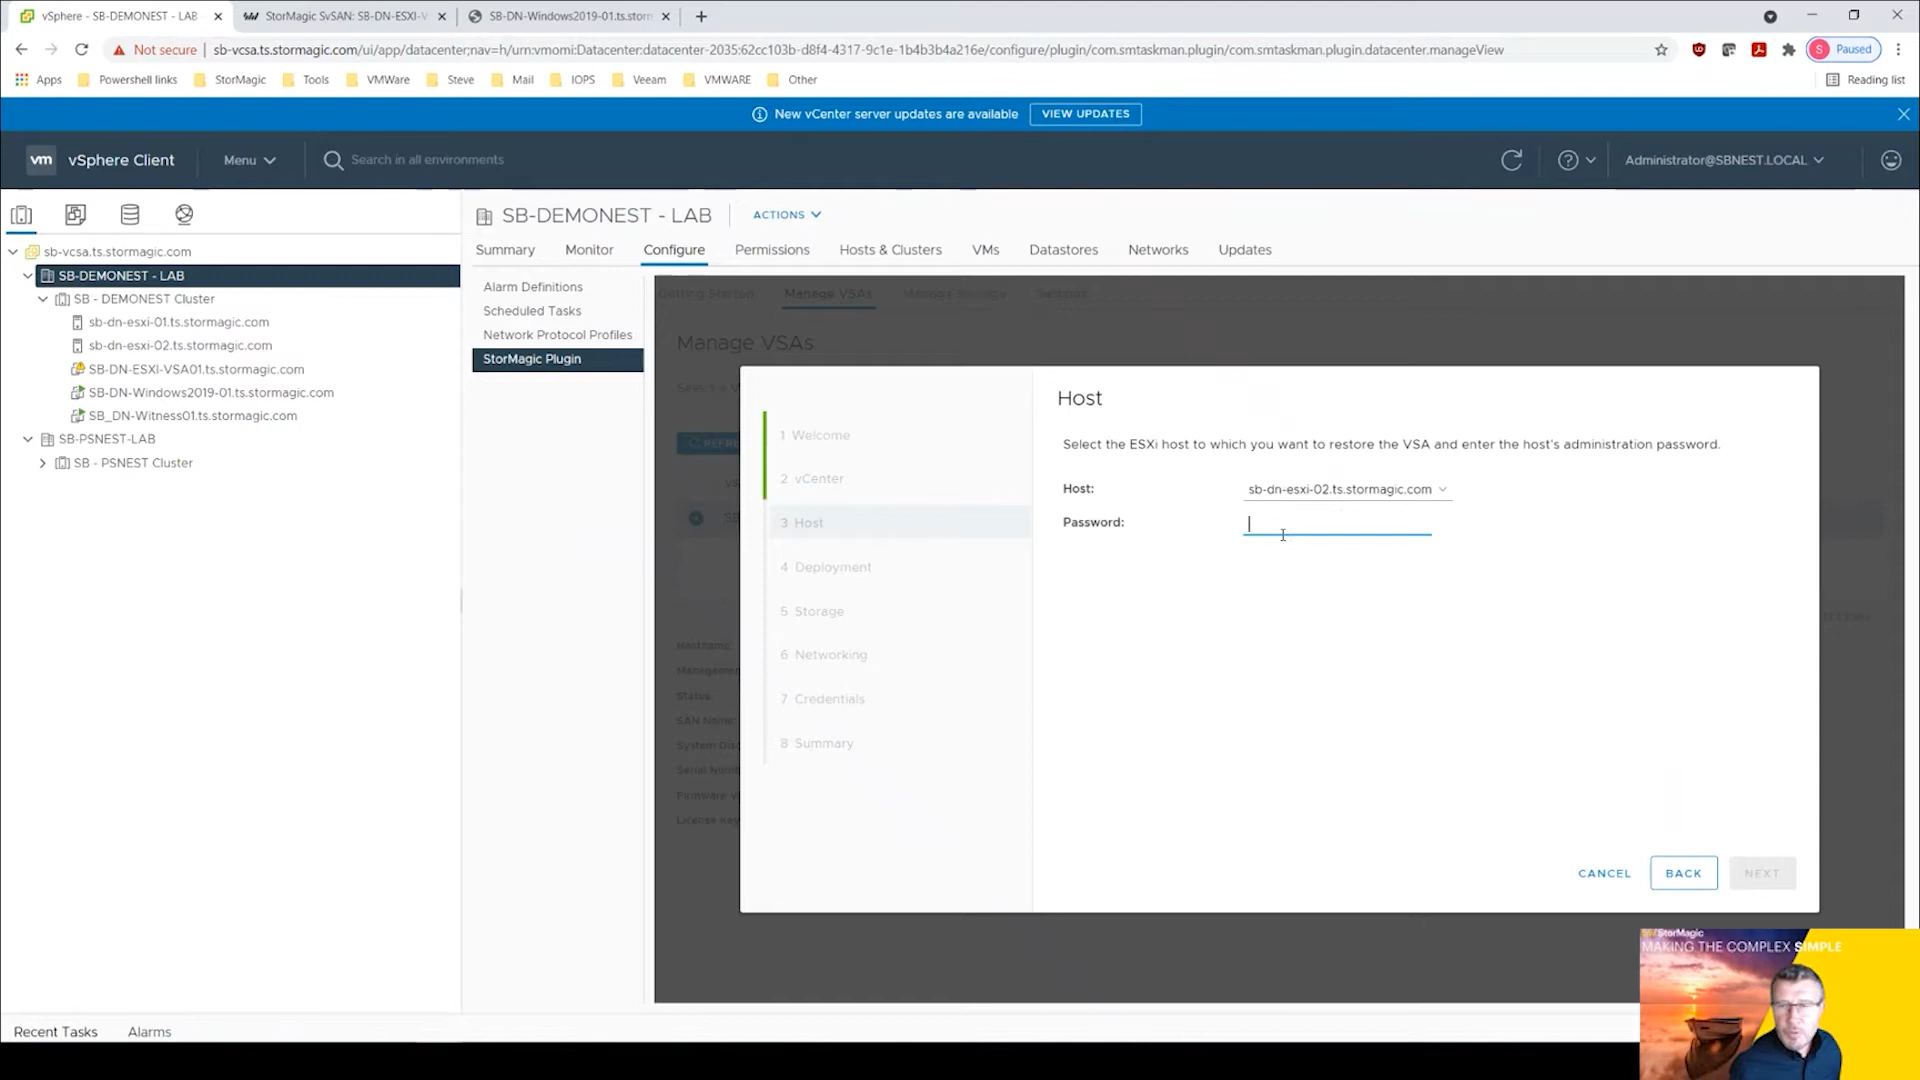 vSphere - SB-DEMONEST - LAB
StorMagic SvSAN: SB-DN-ESXI-V
SB-DN-Windows2019-01.ts.storm
Not secure
sb-vcsa.ts.stormagic.com/ui/app/datacenter;nav=h/urn:vmomi:Datacenter:datacenter-2035:62cc103b-d8f4-4317-9c1e-1b4b3b4a216e/configure/plugin/com.smtaskman.plugin/com.smtaskman.plugin.datacenter.manageView
S Paused
Apps
Powershell links
StorMagic
Tools
VMWare
Steve
Mail
IOPS
Veeam
VMWARE
Other
Reading list
New vCenter server updates are available
VIEW UPDATES
vm vSphere Client
Menu
Search in all environments
Administrator@SBNEST.LOCAL
sb-vcsa.ts.stormagic.com
SB-DEMONEST - LAB
SB - DEMONEST Cluster
sb-dn-esxi-01.ts.stormagic.com
sb-dn-esxi-02.ts.stormagic.com
SB-DN-ESXI-VSA01.ts.stormagic.com
SB-DN-Windows2019-01.ts.stormagic.com
SB_DN-Witness01.ts.stormagic.com
SB-PSNEST-LAB
SB - PSNEST Cluster
SB-DEMONEST - LAB
ACTIONS
Summary
Monitor
Configure
Permissions
Hosts & Clusters
VMs
Datastores
Networks
Updates
Alarm Definitions
Scheduled Tasks
Network Protocol Profiles
StorMagic Plugin
Getting Started
Manage VSAs
Manage VSAs
Hostname
Status
SAN Name:
1 Welcome
2 vCenter
3 Host
4 Deployment
5 Storage
6 Networking
7 Credentials
8 Summary
Host
Select the ESXi host to which you want to restore the VSA and enter the host's administration password.
Host:
sb-dn-esxi-02.ts.stormagic.com
Password:
CANCEL
BACK
NEXT
Recent Tasks
Alarms
StorMagic
MAKING THE COMPLEX SIMPLE